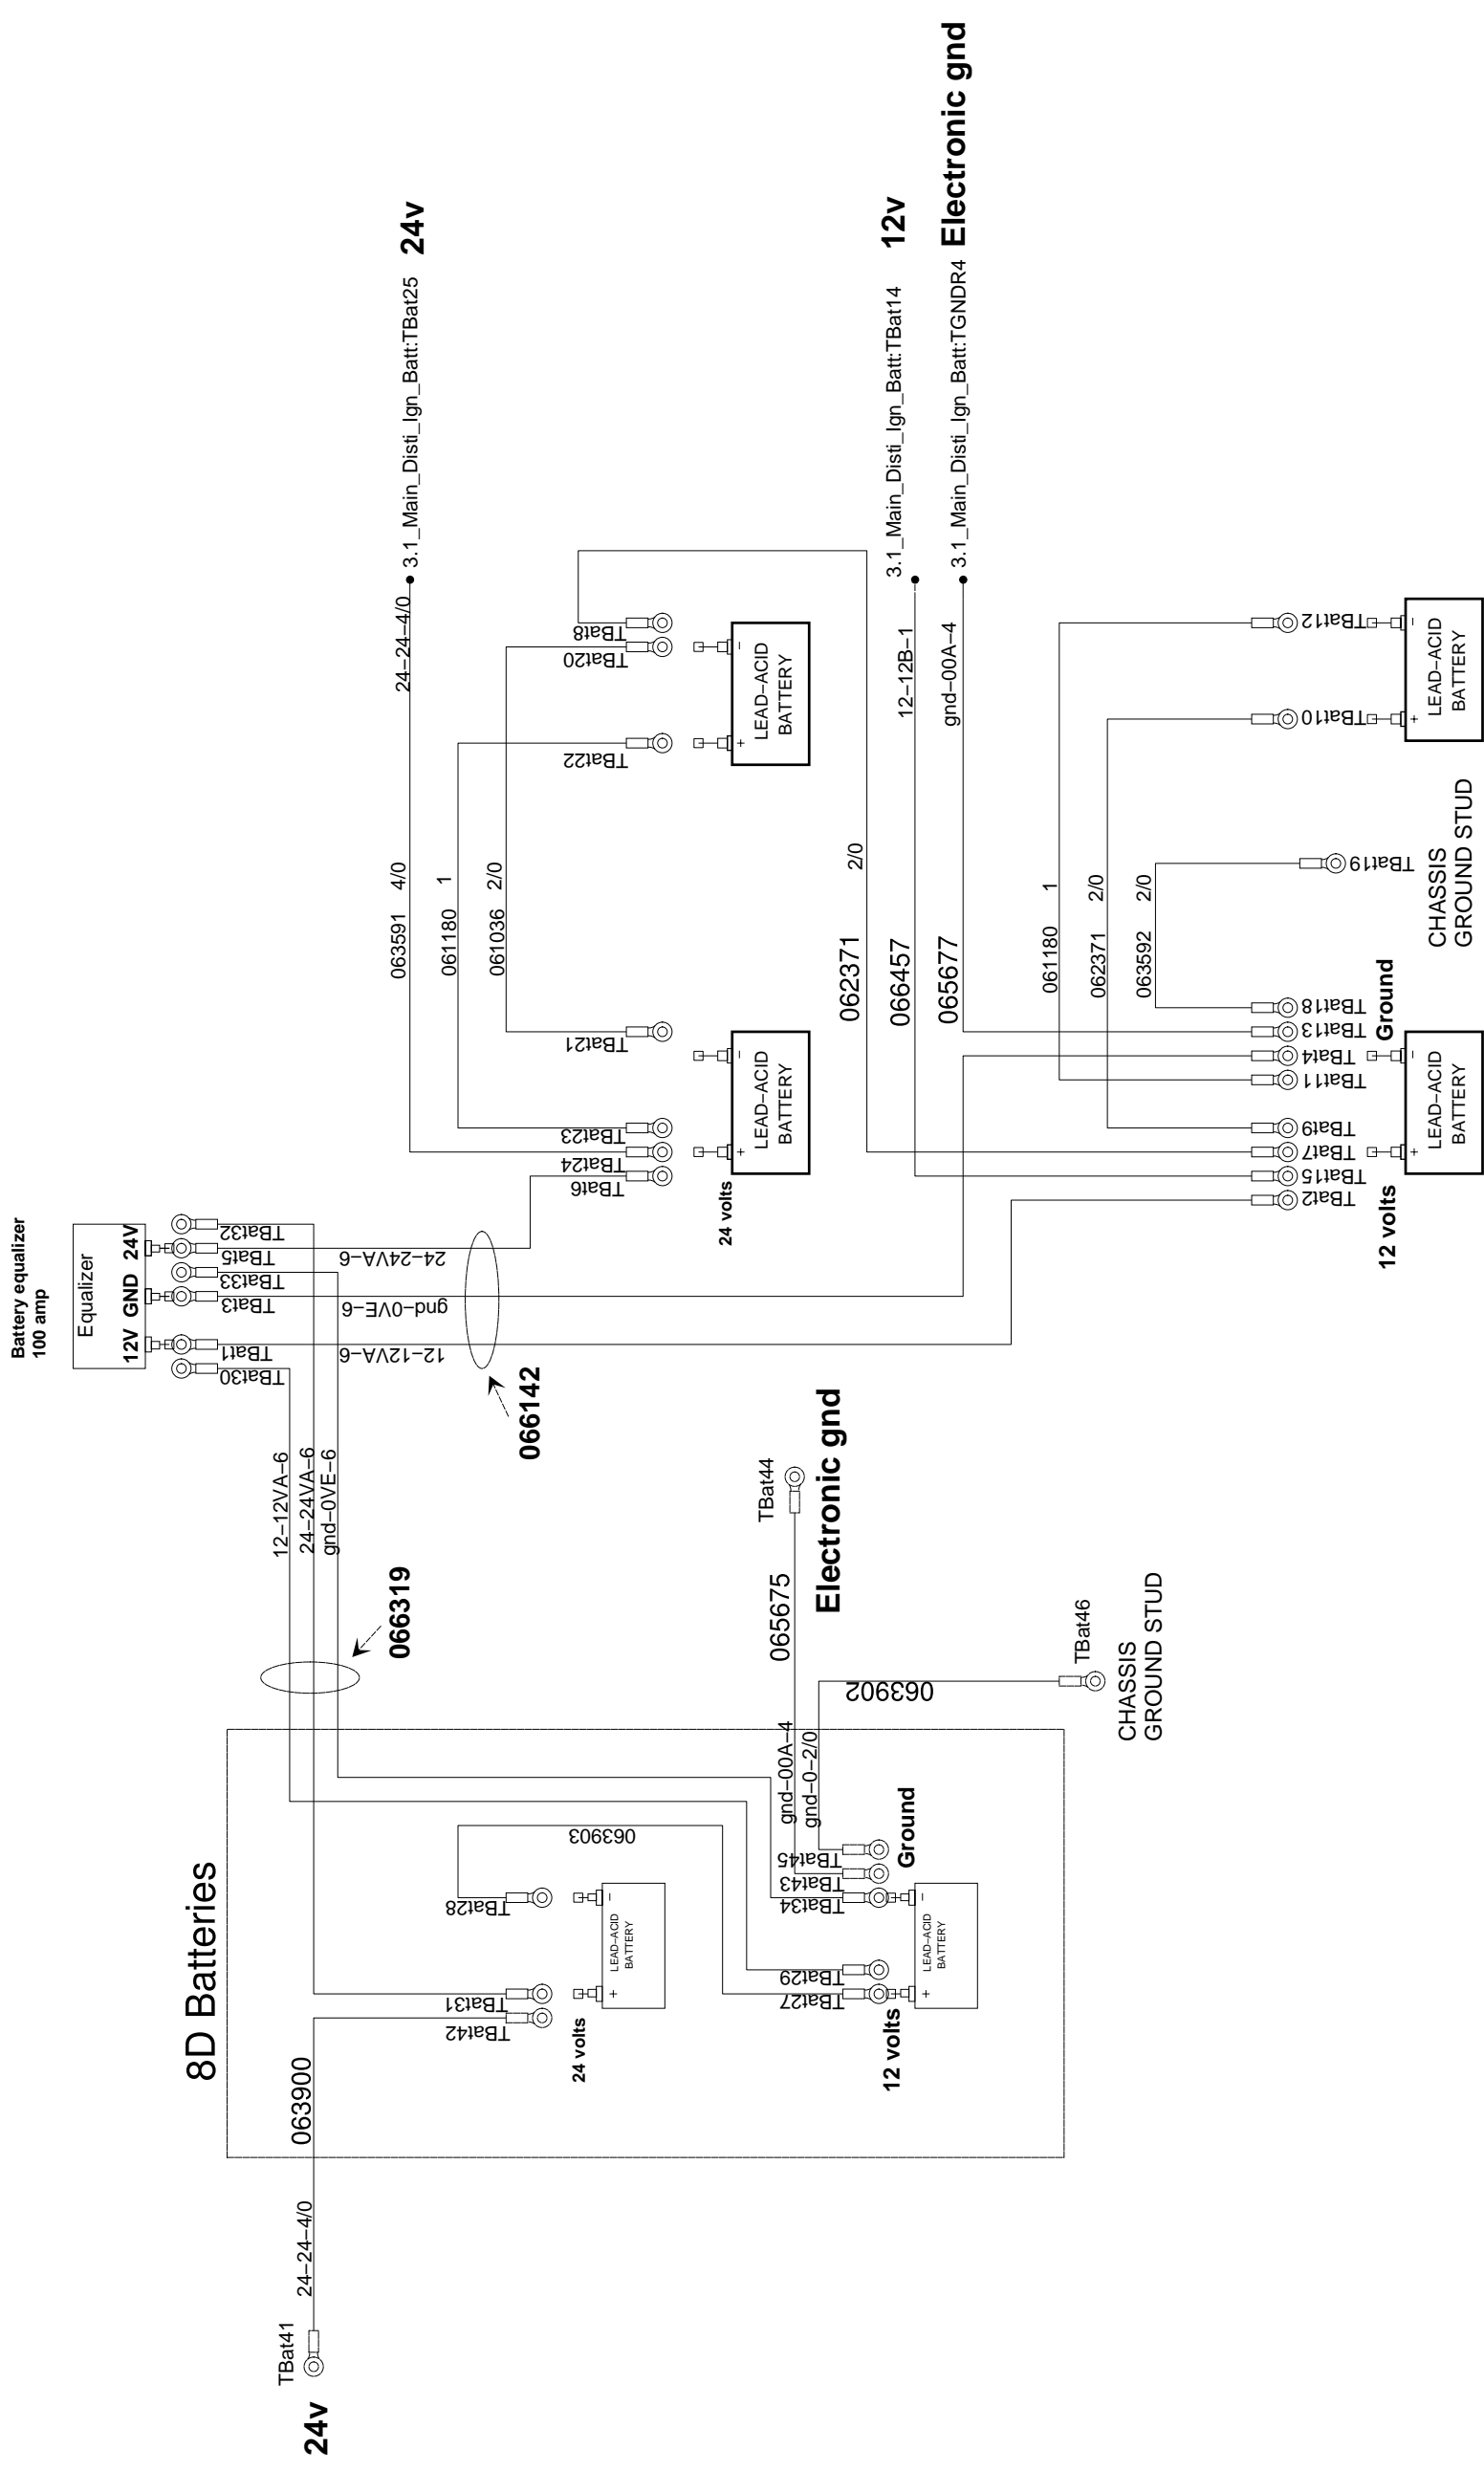 Battery equalizer
100 amp
Equalizer
12V GND 24V
TBat30
TBat1
TBat3
TBat33
TBat5
TBat32
12-12VA-6
24-24VA-6
gnd-0VE-6
12-12VA-6
gnd-0VE-6
24-24VA-6
066319
066142
8D Batteries
24v
TBat41
24-24-4/0
063900
TBat42
TBat31
TBat28
063903
24 volts
+
-
LEAD-ACID
BATTERY
TBat27
TBat29
TBat34
TBat43
TBat45
12 volts
Ground
+
-
LEAD-ACID
BATTERY
gnd-00A-4
gnd-0-2/0
065675
TBat44
Electronic gnd
063902
TBat46
CHASSIS
GROUND STUD
063591 4/0
24-24-4/0
3.1_Main_Disti_Ign_Batt:TBat25
24v
061180 1
061036 2/0
TBat6
TBat24
TBat23
TBat21
TBat22
TBat20
TBat8
24 volts
+
-
LEAD-ACID
BATTERY
+
-
LEAD-ACID
BATTERY
062371 2/0
066457
12-12B-1
3.1_Main_Disti_Ign_Batt:TBat14
12v
065677
gnd-00A-4
3.1_Main_Disti_Ign_Batt:TGNDR4
Electronic gnd
061180 1
062371 2/0
063592 2/0
TBat2
TBat15
TBat7
TBat9
TBat11
TBat4
TBat13
TBat18
TBat19
TBat10
TBat12
12 volts
Ground
+
-
LEAD-ACID
BATTERY
CHASSIS
GROUND STUD
+
-
LEAD-ACID
BATTERY